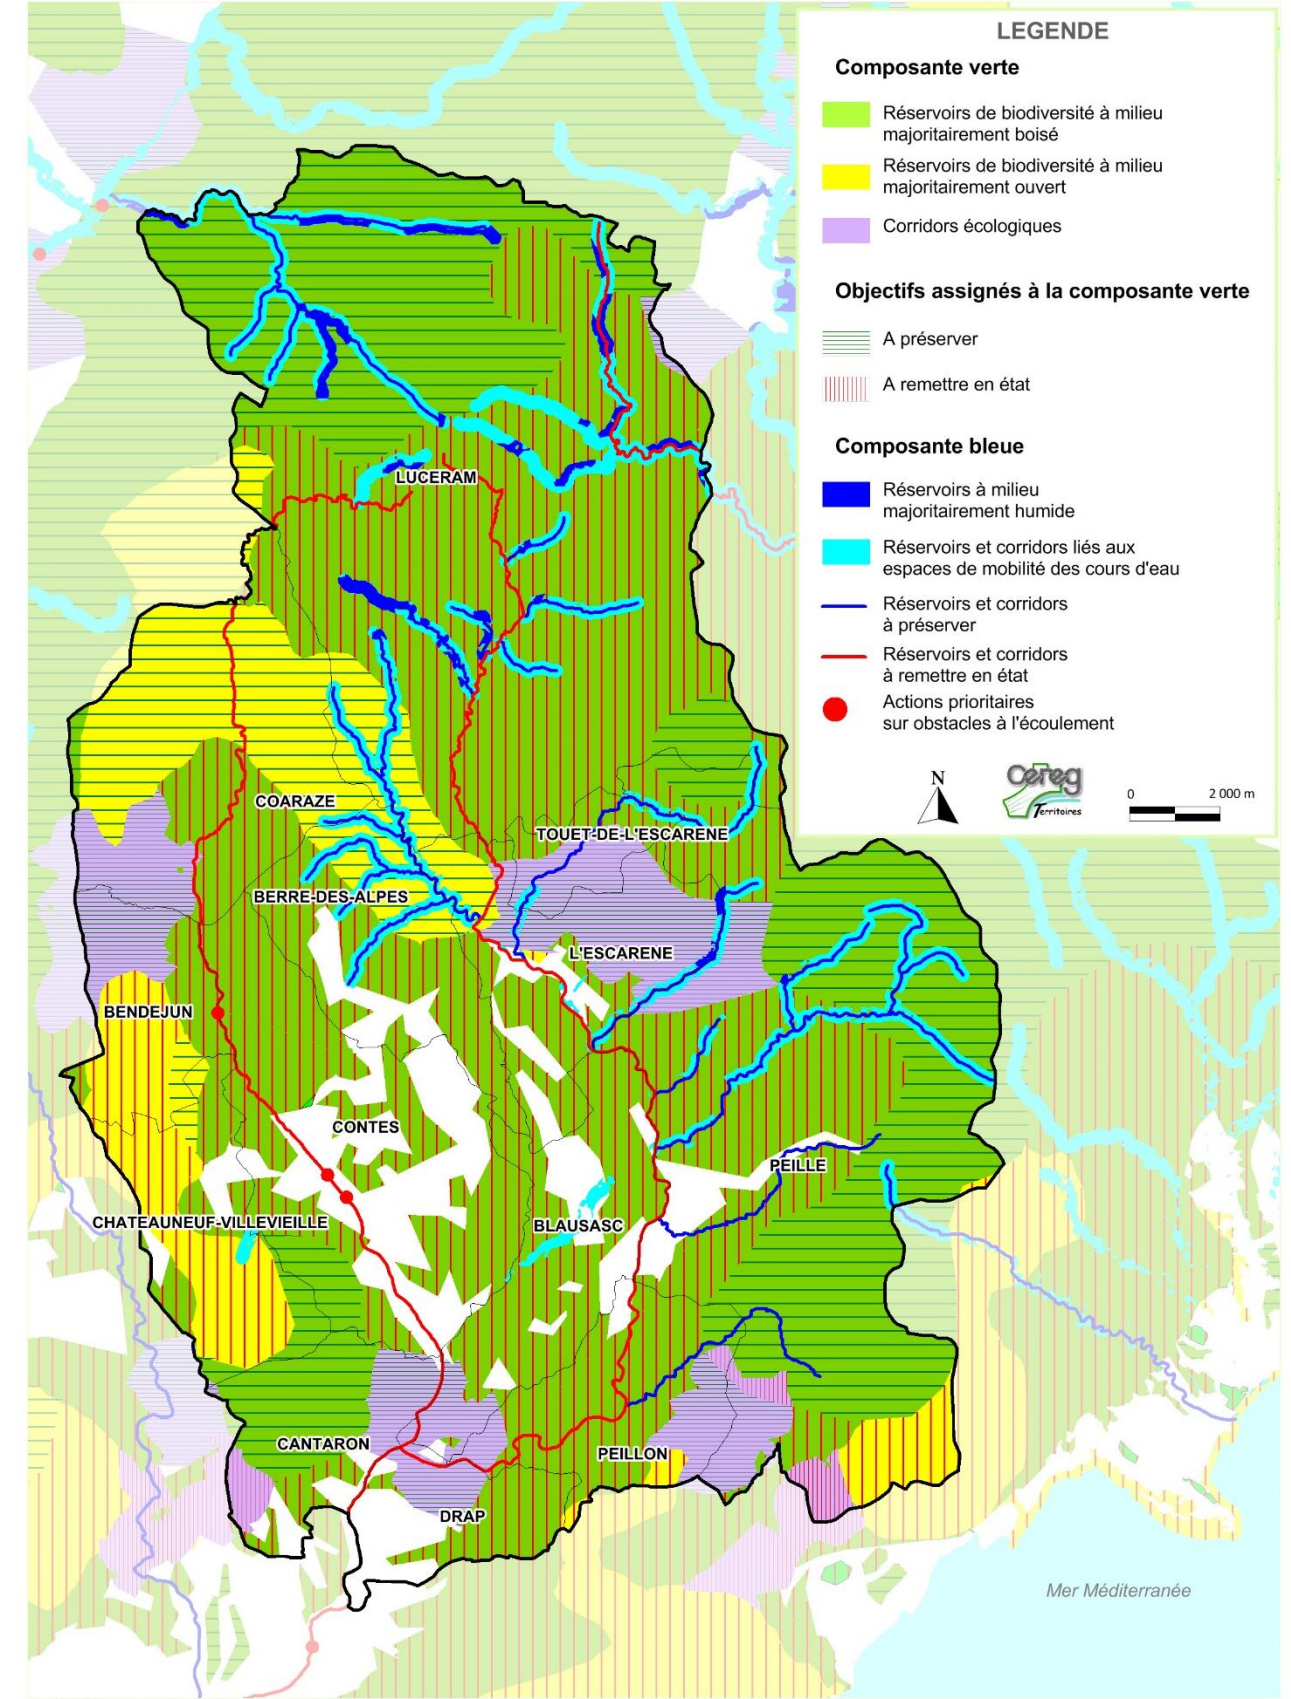 LEGENDE
Composante verte
Réservoirs de biodiversité à milieu
majoritairement boisé
Réservoirs de biodiversité à milieu
majoritairement ouvert
Corridors écologiques
Objectifs assignés à la composante verte
A préserver
A remettre en état
Composante bleue
Réservoirs à milieu
majoritairement humide
Réservoirs et corridors liés aux
espaces de mobilité des cours d'eau
Réservoirs et corridors
à préserver
Réservoirs et corridors
à remettre en état
Actions prioritaires
sur obstacles à l'écoulement
N
Cereg
Territoires
0 2 000 m
LUCERAM
COARAZE
TOUET-DE-L'ESCARENE
BERRE-DES-ALPES
L'ESCARENE
BENDEJUN
CONTES
PEILLE
CHATEAUNEUF-VILLEVIEILLE
BLAUSASC
CANTARON
PEILLON
DRAP
Mer Méditerranée